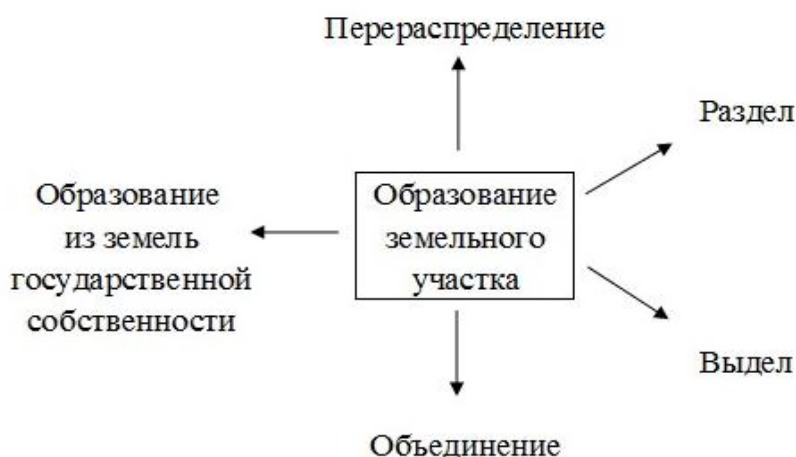 Перераспределение
Раздел
Образование
из земель
государственной
собственности
Образование
земельного
участка
Выдел
Объединение